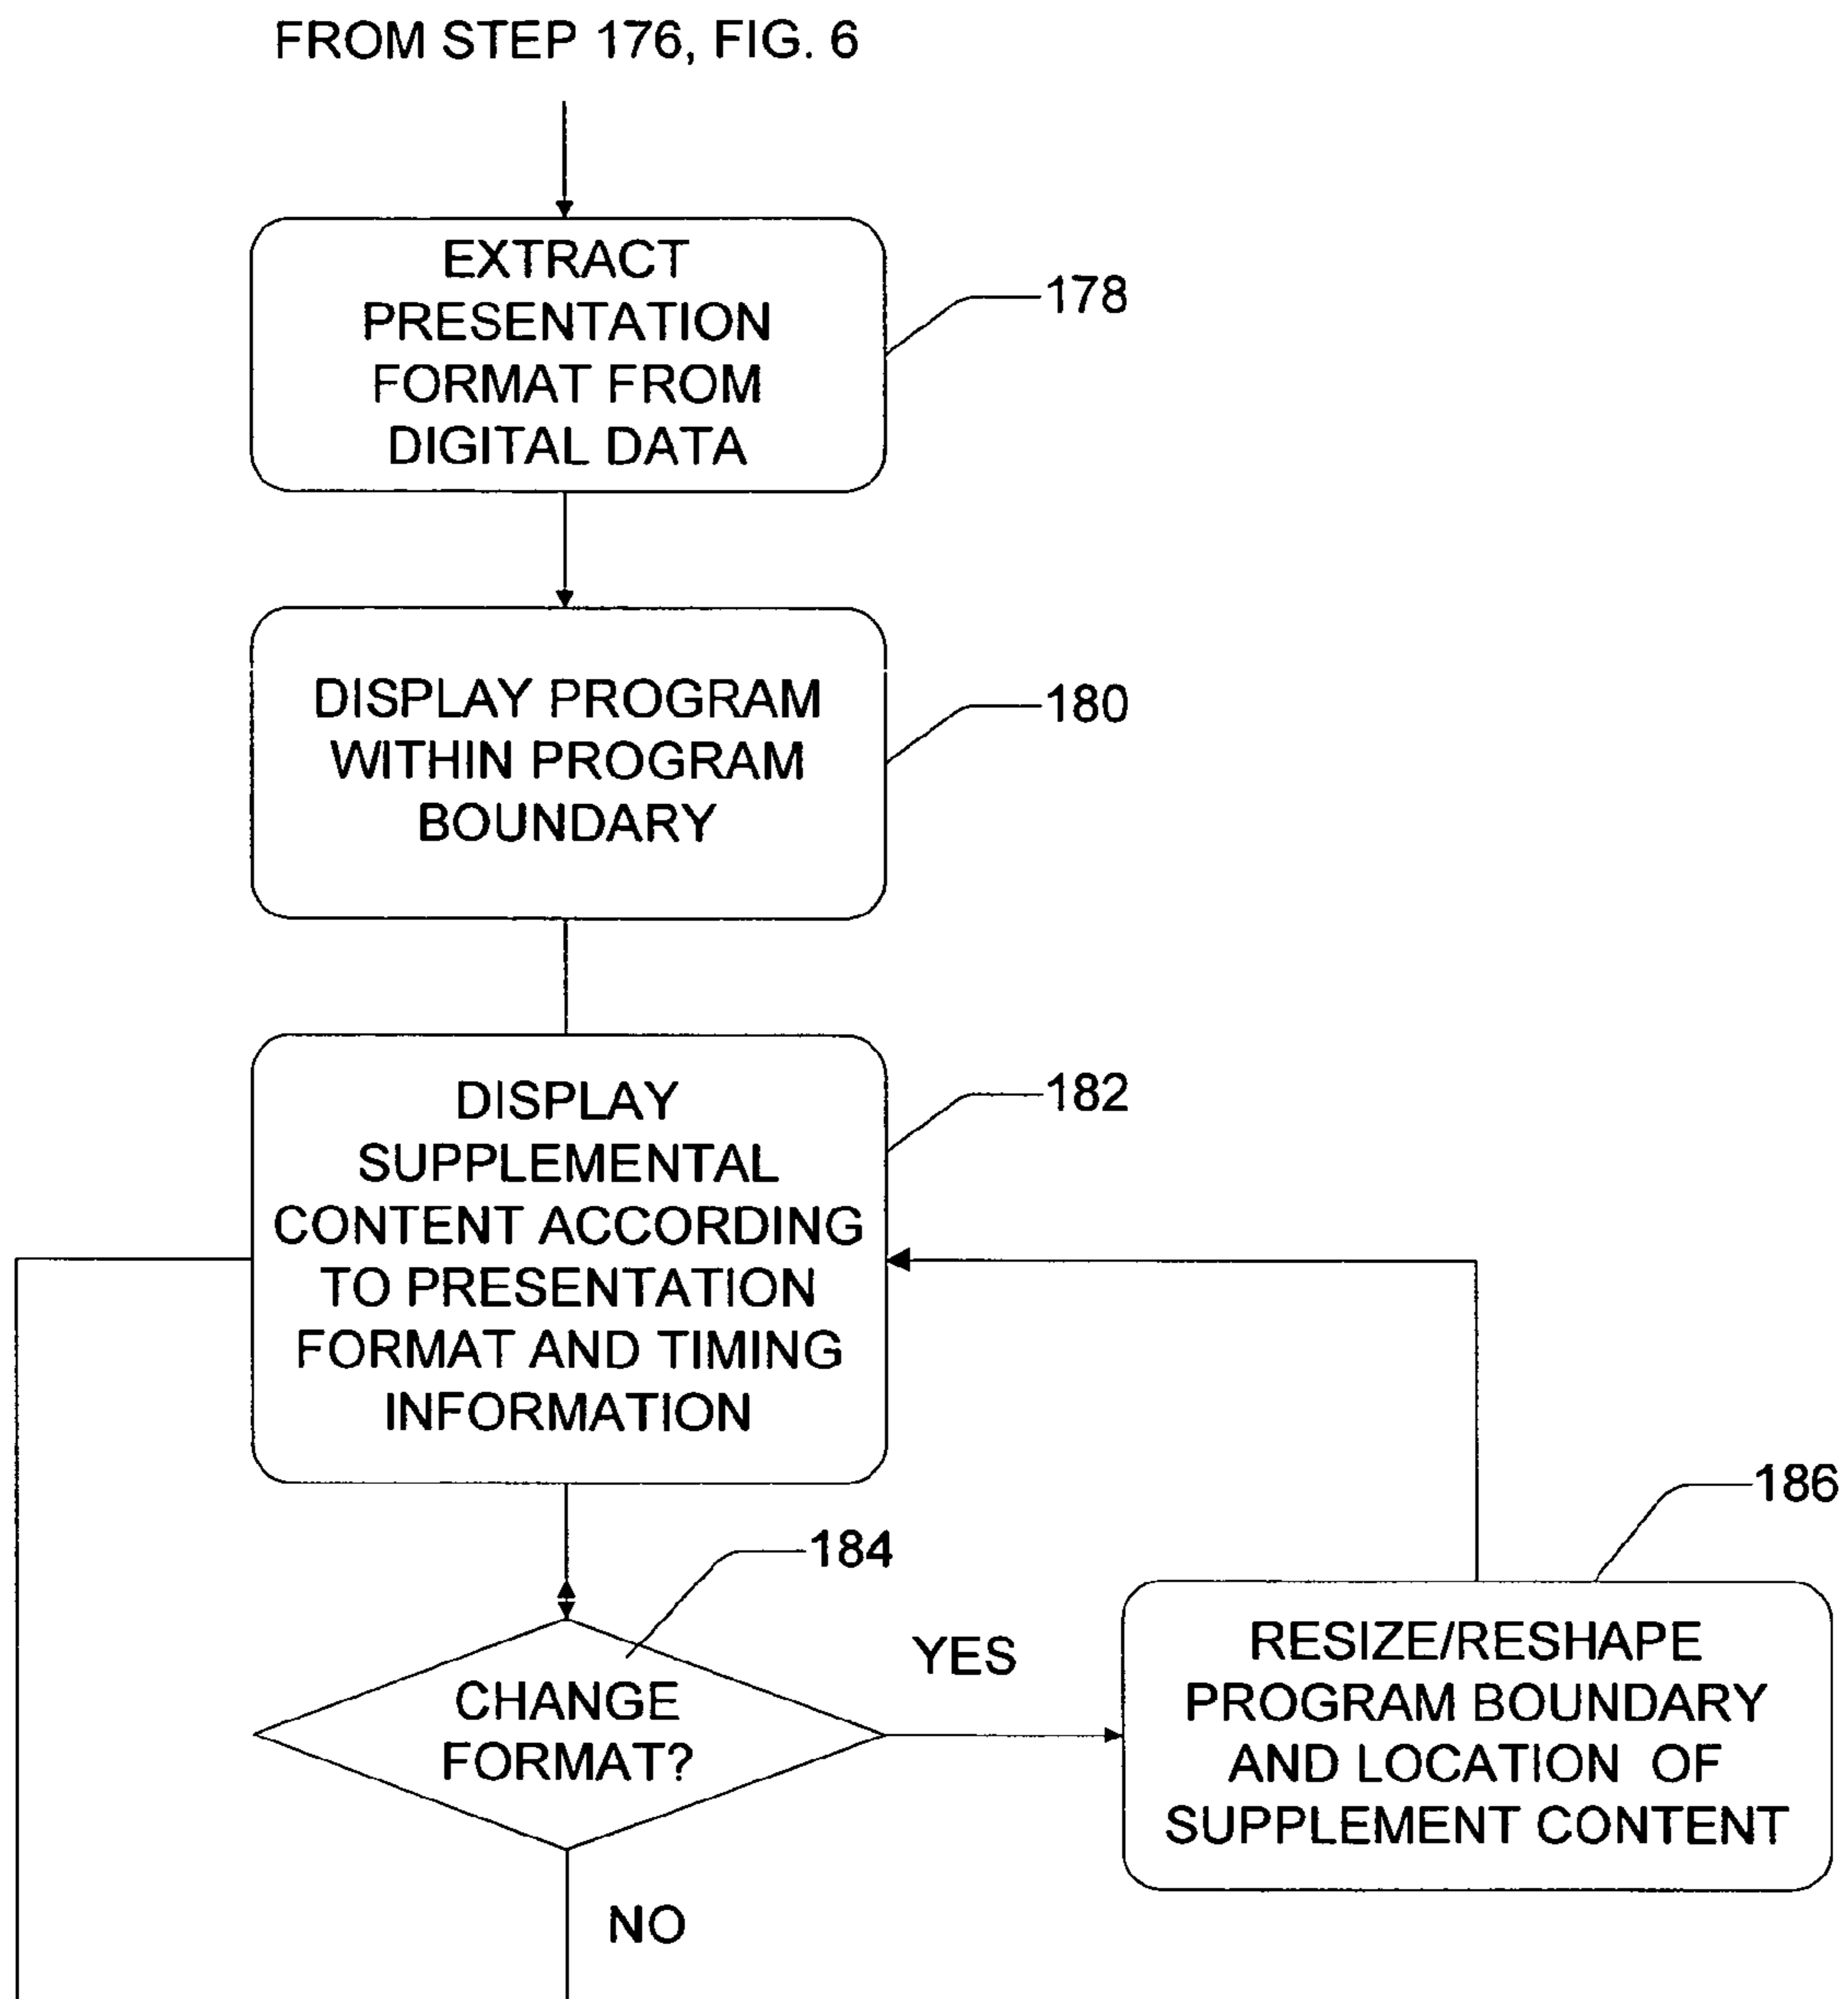 FROM STEP 176, FIG. 6
EXTRACT
PRESENTATION
FORMAT FROM
DIGITAL DATA
178
DISPLAY PROGRAM
WITHIN PROGRAM
BOUNDARY
180
DISPLAY
SUPPLEMENTAL
CONTENT ACCORDING
TO PRESENTATION
FORMAT AND TIMING
INFORMATION
182
184
CHANGE
FORMAT?
YES
186
RESIZE/RESHAPE
PROGRAM BOUNDARY
AND LOCATION OF
SUPPLEMENT CONTENT
NO